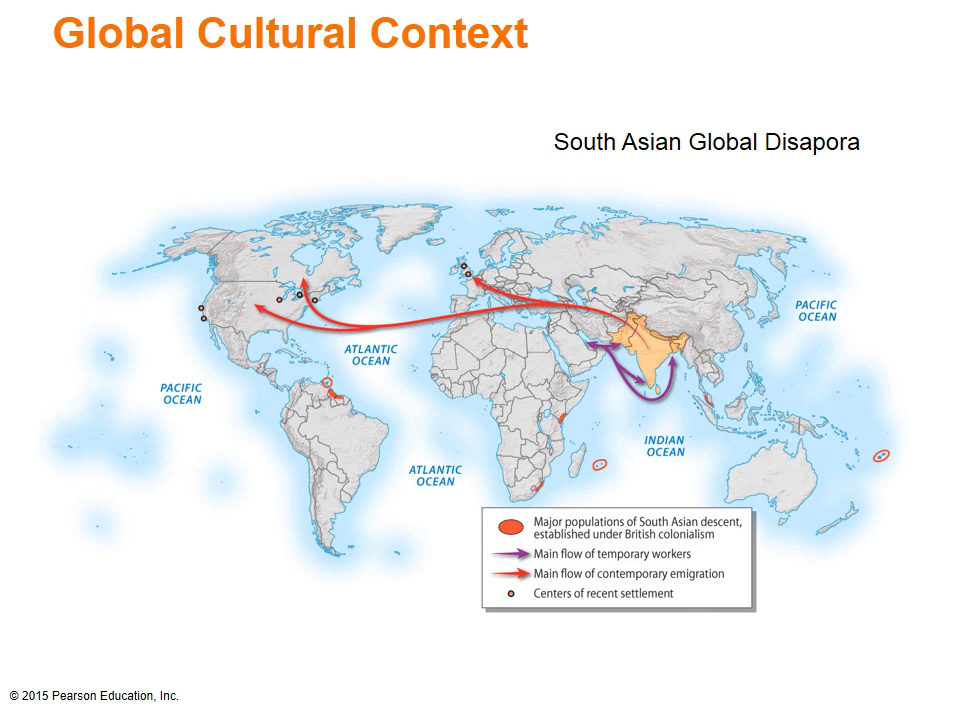 Global Cultural Context
South Asian Global Disapora
PACIFIC
OCEAN
ATLANTIC
OCEAN
PACIFIC
OCEAN
INDIAN
OCEAN
ATLANTIC
OCEAN
Major populations of South Asian descent,
established under British colonialism
Main flow of temporary workers
Main flow of contemporary emigration
Centers of recent settlement
© 2015 Pearson Education, Inc.